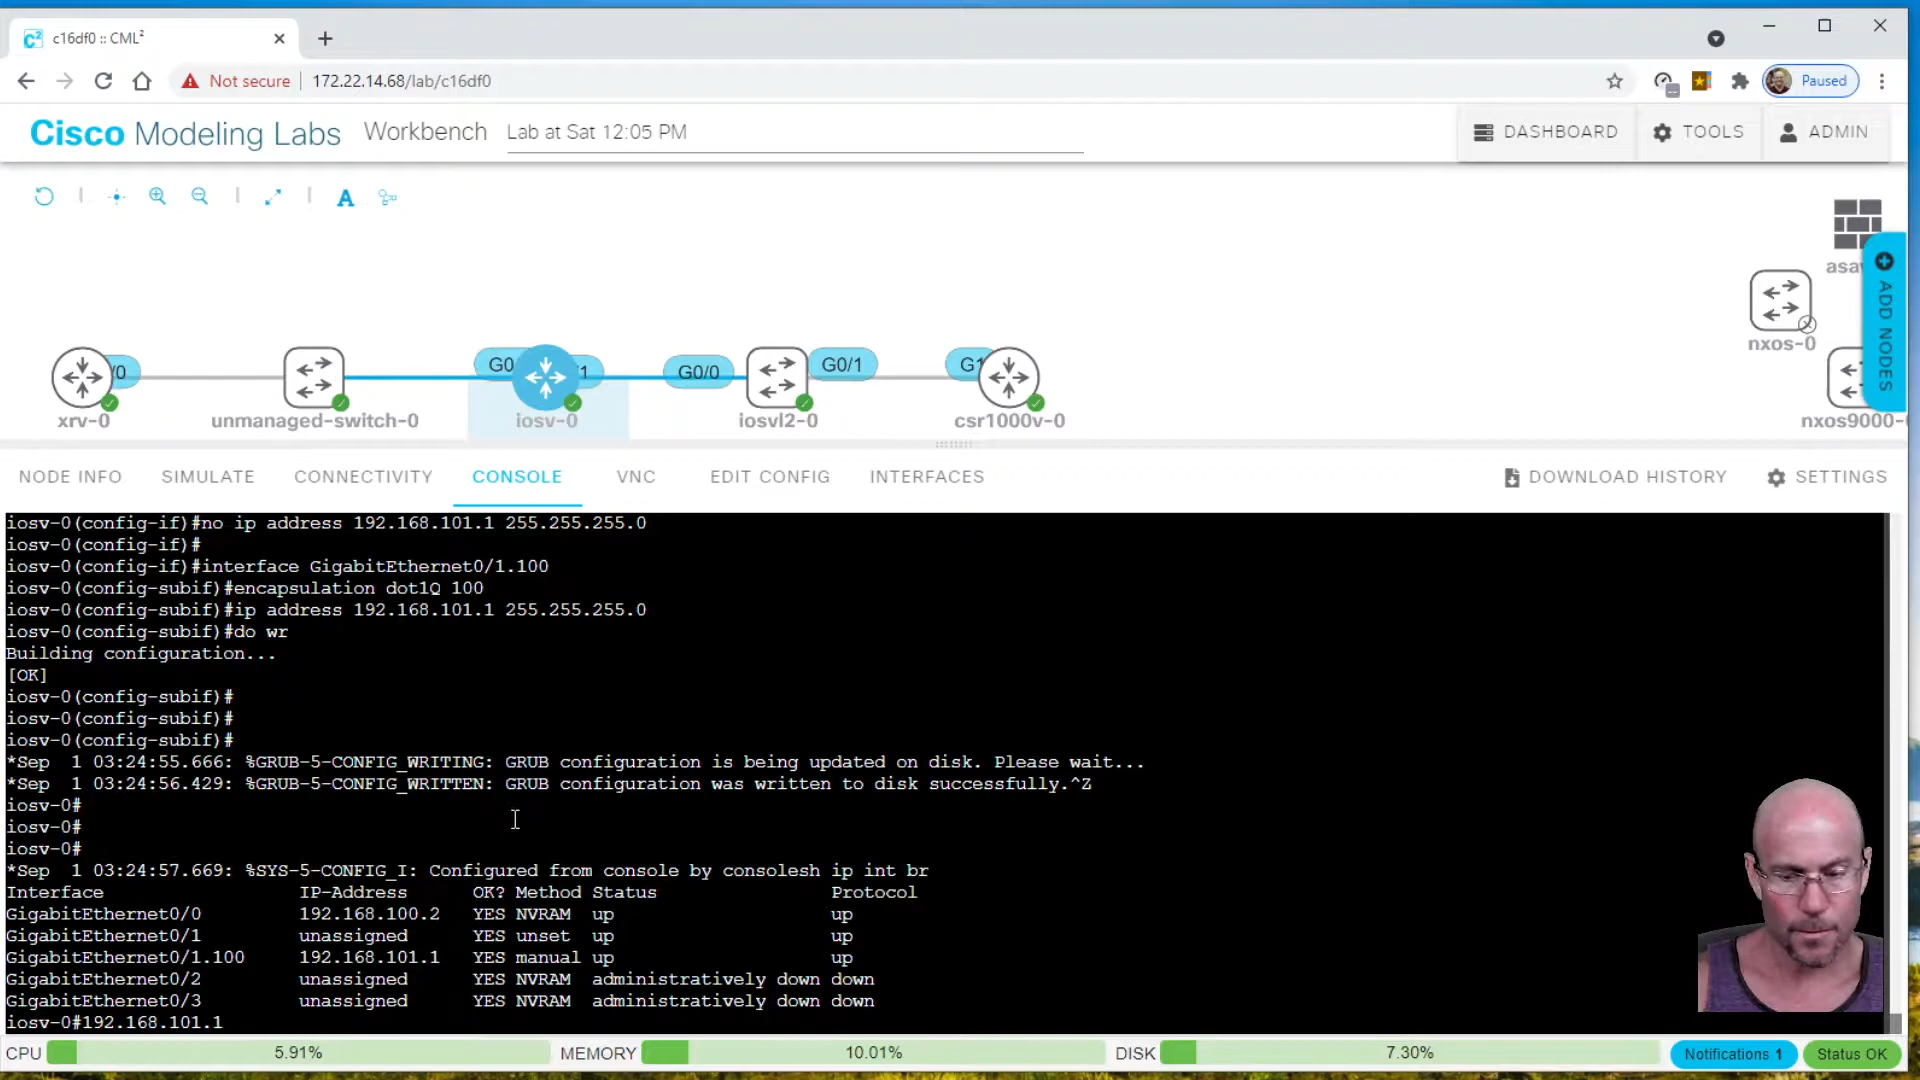 c16df0 :: CML²
Not secure
172.22.14.68/lab/c16df0
Paused
Cisco Modeling Labs
Workbench
Lab at Sat 12:05 PM
DASHBOARD
TOOLS
ADMIN
A
asa
ADD NODES
nxos-0
nxos9000-
/0
G0
/1
G0/0
G0/1
G1
xrv-0
unmanaged-switch-0
iosv-0
iosvl2-0
csr1000v-0
NODE INFO
SIMULATE
CONNECTIVITY
CONSOLE
VNC
EDIT CONFIG
INTERFACES
DOWNLOAD HISTORY
SETTINGS
iosv-0(config-if)#no ip address 192.168.101.1 255.255.255.0
iosv-0(config-if)#
iosv-0(config-if)#interface GigabitEthernet0/1.100
iosv-0(config-subif)#encapsulation dot1Q 100
iosv-0(config-subif)#ip address 192.168.101.1 255.255.255.0
iosv-0(config-subif)#do wr
Building configuration...
[OK]
iosv-0(config-subif)#
iosv-0(config-subif)#
iosv-0(config-subif)#
*Sep  1 03:24:55.666: %GRUB-5-CONFIG_WRITING: GRUB configuration is being updated on disk. Please wait...
*Sep  1 03:24:56.429: %GRUB-5-CONFIG_WRITTEN: GRUB configuration was written to disk successfully.^Z
iosv-0#
iosv-0#
iosv-0#
*Sep  1 03:24:57.669: %SYS-5-CONFIG_I: Configured from console by consolesh ip int br
Interface IP-Address OK? Method Status Protocol
GigabitEthernet0/0 192.168.100.2 YES NVRAM up up
GigabitEthernet0/1 unassigned YES unset up up
GigabitEthernet0/1.100 192.168.101.1 YES manual up up
GigabitEthernet0/2 unassigned YES NVRAM administratively down down
GigabitEthernet0/3 unassigned YES NVRAM administratively down down
iosv-0#192.168.101.1
CPU 5.91%
MEMORY 10.01%
DISK 7.30%
Notifications 1
Status OK